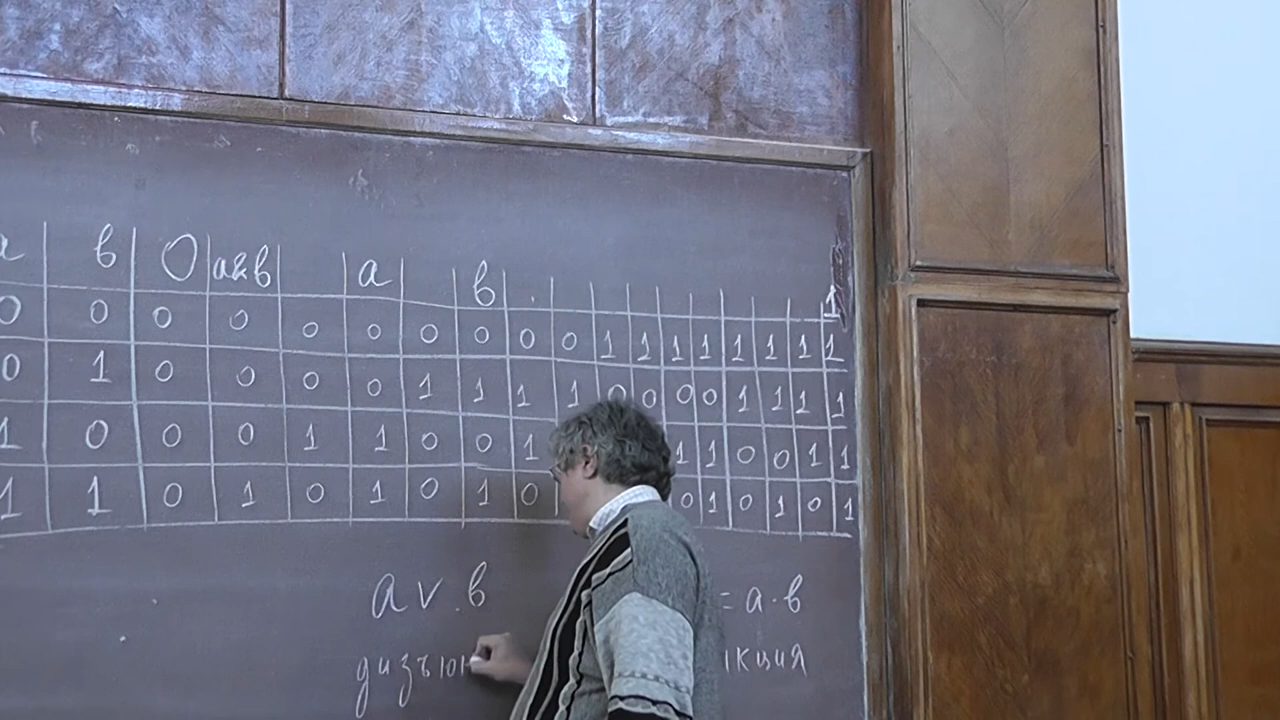 a в 0 a&в a в 1
0 0 0 0 0 0 0 0 0 0 1 1 1 1 1 1 1 1
0 1 0 0 0 0 1 1 1 1 0 0 0 0 1 1 1 1
1 0 0 0 1 1 0 0 1 1 1 0 0 1 1
1 1 0 1 0 1 0 1 0 0 1 0 1 0 1
a v в = a·в
дизъюн кция